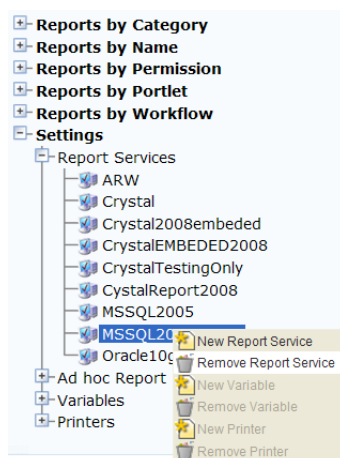 Reports by Category
Reports by Name
Reports by Permission
Reports by Portlet
Reports by Workflow
Settings
Report Services
ARW
Crystal
Crystal2008embeded
CrystalEMBEDED2008
CrystalTestingOnly
CystalReport2008
MSSQL2005
MSSQL20
New Report Service
Remove Report Service
Oracle10
Ad hoc Report
New Variable
Variables
Remove Variable
Printers
New Printer
Remove Printer